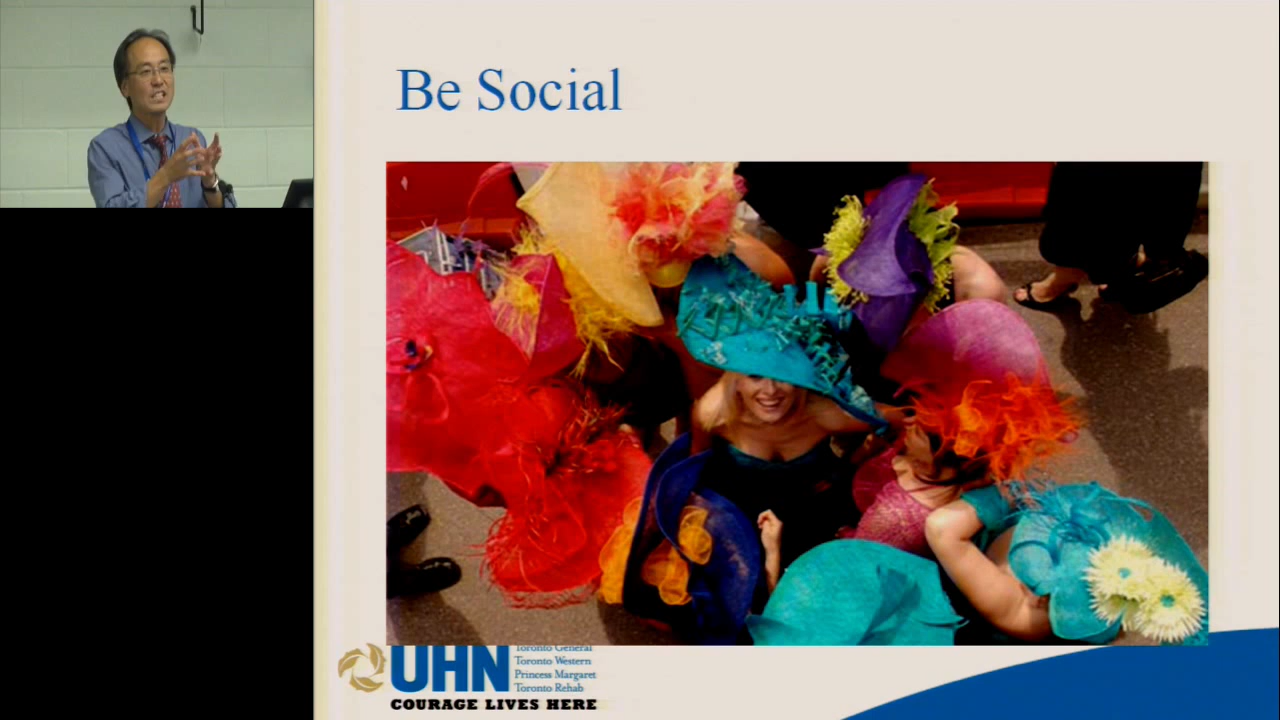 Be Social
UHN
Toronto General
Toronto Western
Princess Margaret
Toronto Rehab
COURAGE LIVES HERE